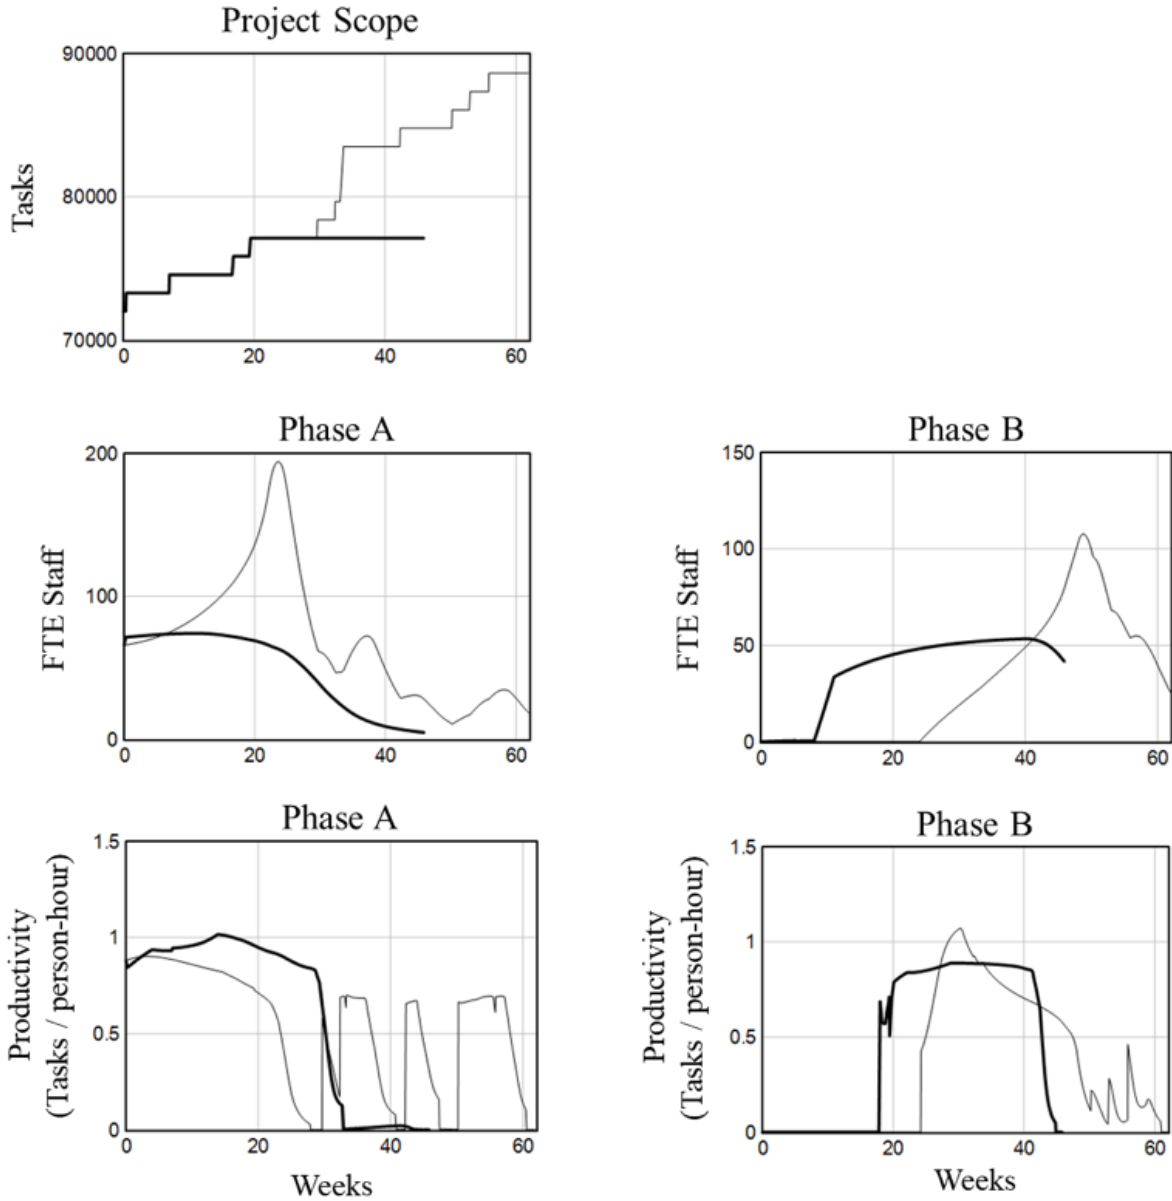 Project Scope
90000
80000
70000
Tasks
0 20 40 60
Phase A
200
100
0
FTE Staff
0 20 40 60
Phase B
150
100
50
0
FTE Staff
0 20 40 60
Phase A
1.5
1
0.5
0
Productivity
(Tasks / person-hour)
0 20 40 60
Weeks
Phase B
1.5
1
0.5
0
Productivity
(Tasks / person-hour)
0 20 40 60
Weeks